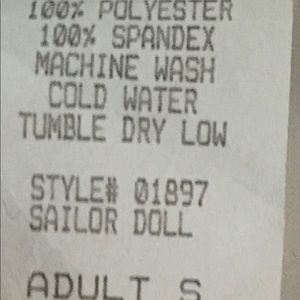 100% POLYESTER
100% SPANDEX
MACHINE WASH
COLD WATER
TUMBLE DRY LOW
STYLE# 01897
SAILOR DOLL
ADULT S